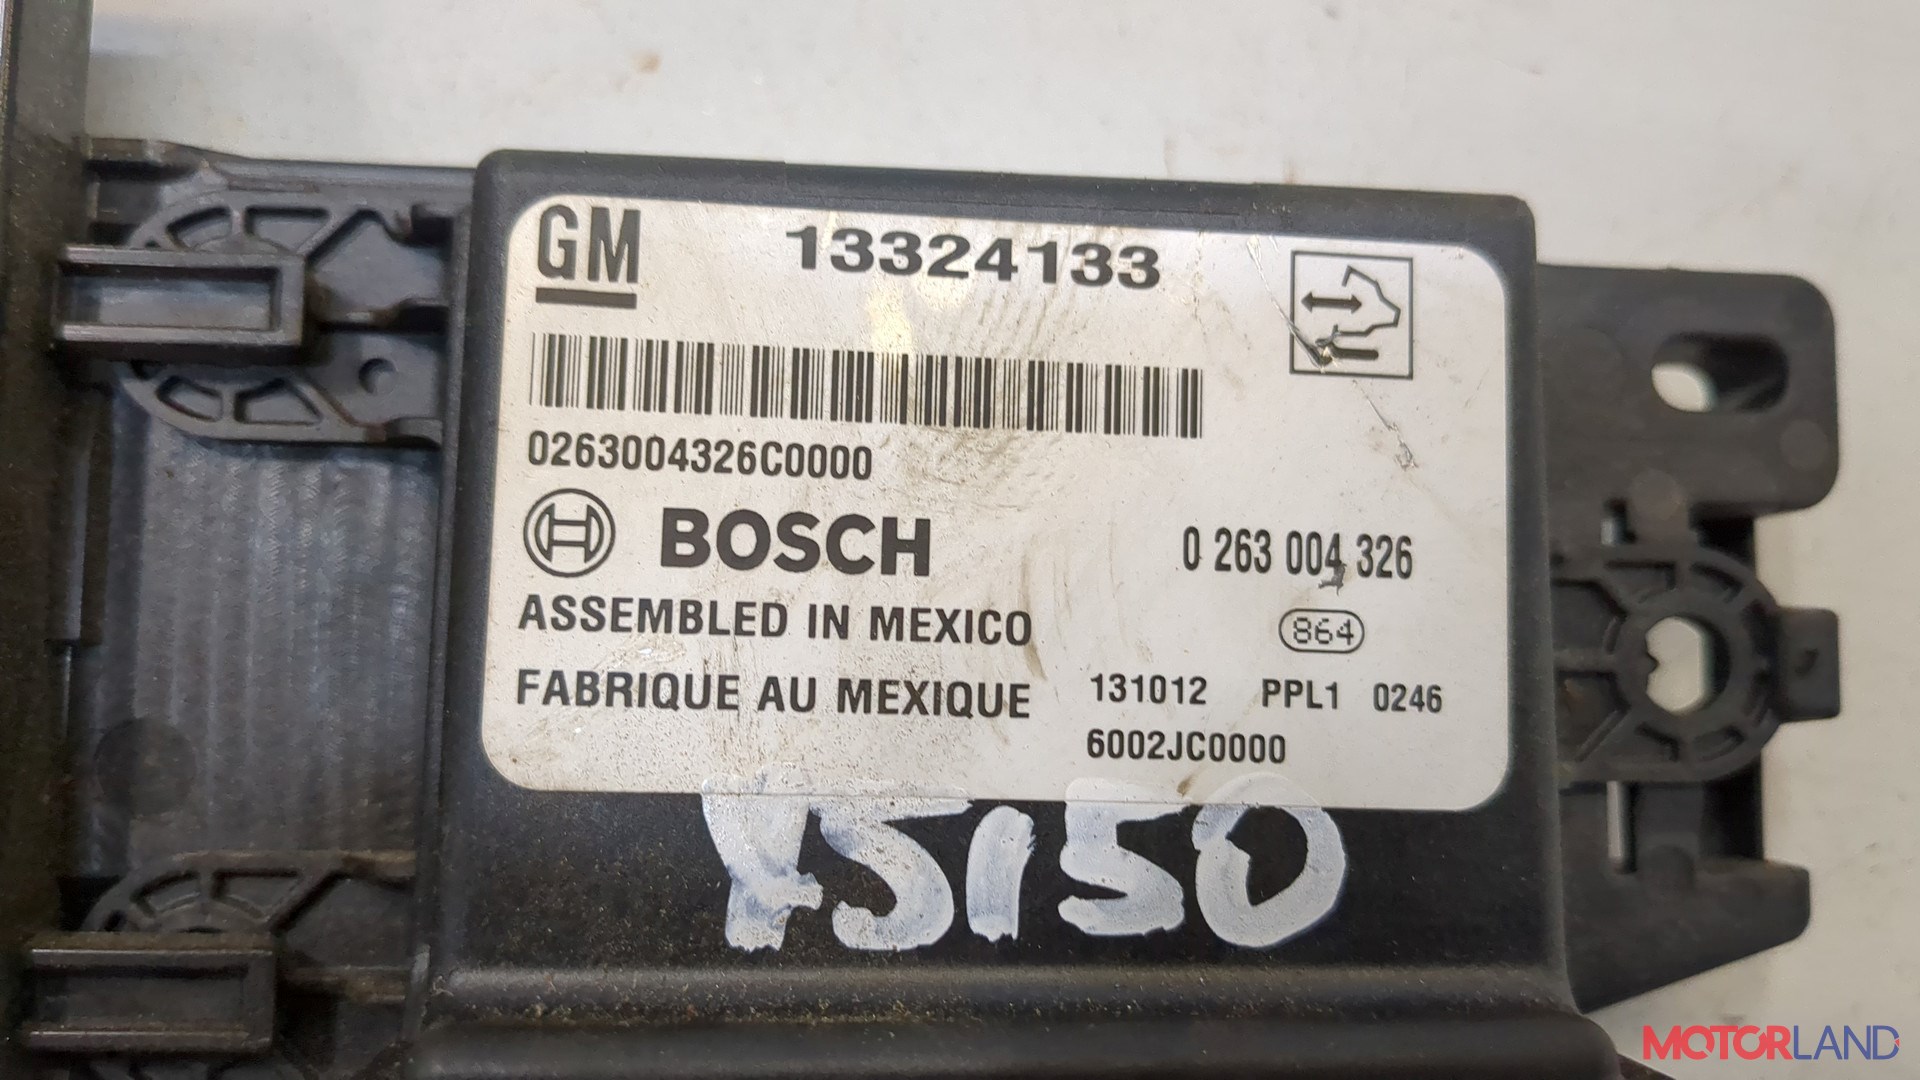 GM 13324133
0263004326C0000
BOSCH 0 263 004 326
ASSEMBLED IN MEXICO 864
FABRIQUE AU MEXIQUE 131012 PPL1 0246
6002JC0000
15150
MOTORLAND